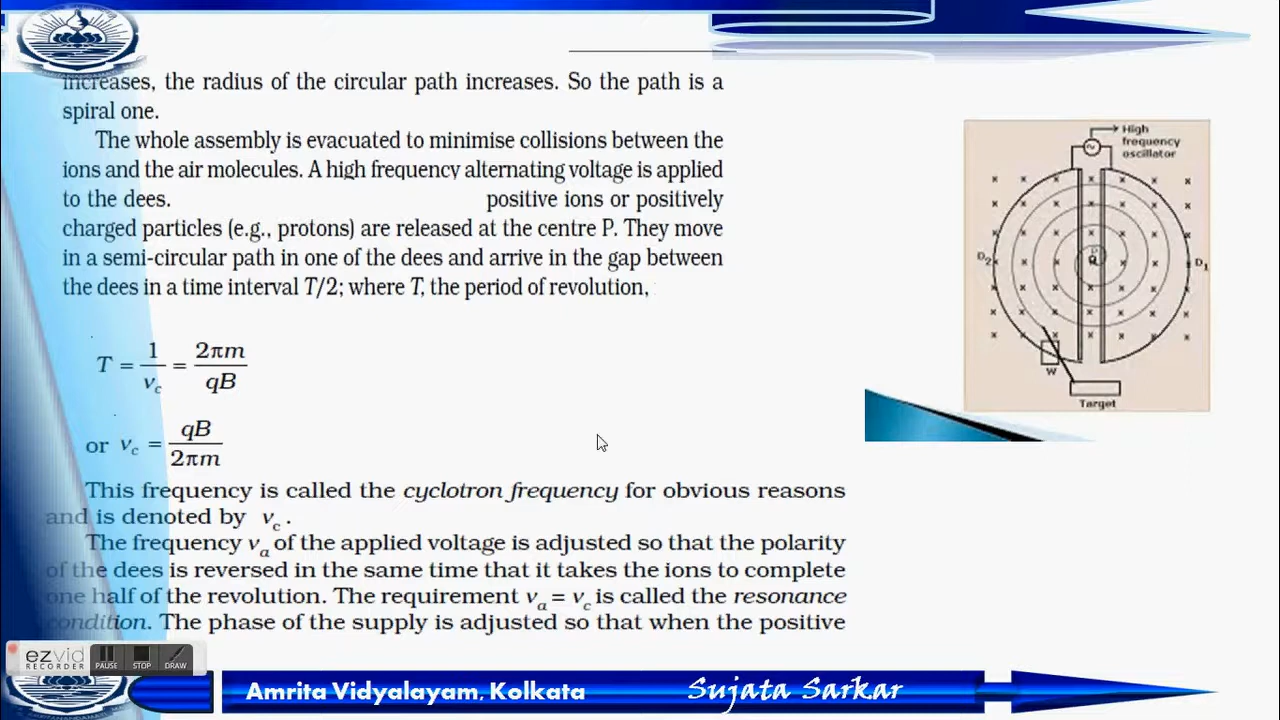 increases, the radius of the circular path increases. So the path is a
spiral one.
The whole assembly is evacuated to minimise collisions between the
ions and the air molecules. A high frequency alternating voltage is applied
to the dees. positive ions or positively
charged particles (e.g., protons) are released at the centre P. They move
in a semi-circular path in one of the dees and arrive in the gap between
the dees in a time interval T/2; where T, the period of revolution,
T = 1/νc = 2πm/qB
or νc = qB/2πm
This frequency is called the cyclotron frequency for obvious reasons
and is denoted by νc.
The frequency νa of the applied voltage is adjusted so that the polarity
of the dees is reversed in the same time that it takes the ions to complete
one half of the revolution. The requirement νa = νc is called the resonance
condition. The phase of the supply is adjusted so that when the positive
High
frequency
oscillator
P
D2
D1
W
Target
ezvid
RECORDER
PAUSE
STOP
DRAW
Amrita Vidyalayam, Kolkata
Sujata Sarkar